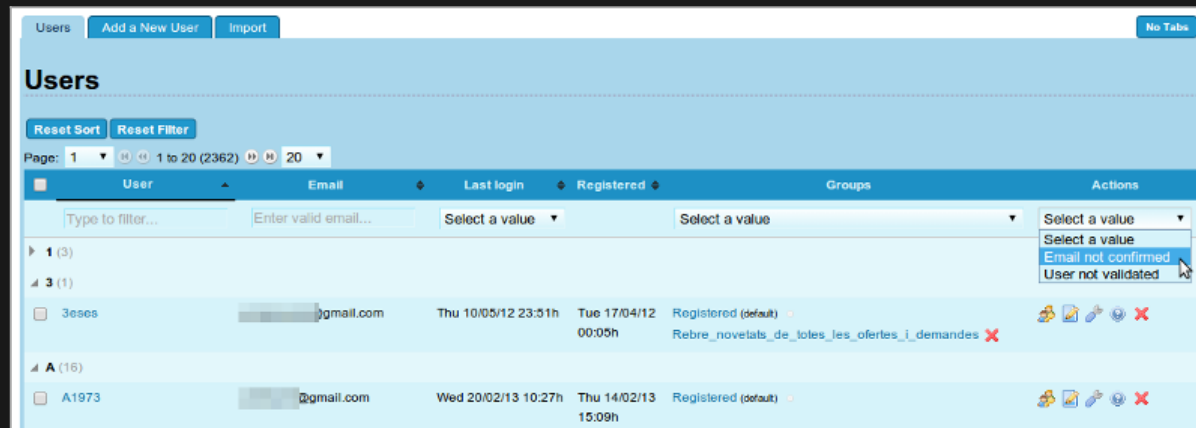 Users Add a New User Import No Tabs
Users
Reset Sort Reset Filter
Page: 1 1 to 20 (2362) 20
User Email Last login Registered Groups Actions
Type to filter... Enter valid email... Select a value Select a value Select a value
Select a value
1 (3)
Email not confirmed
User not validated
3 (1)
3eses gmail.com Thu 10/05/12 23:51h Tue 17/04/12 Registered (default)
00:05h Rebre_novetats_de_totes_les_ofertes_i_demandes
A (16)
A1973 @gmail.com Wed 20/02/13 10:27h Thu 14/02/13 Registered (default)
15:09h